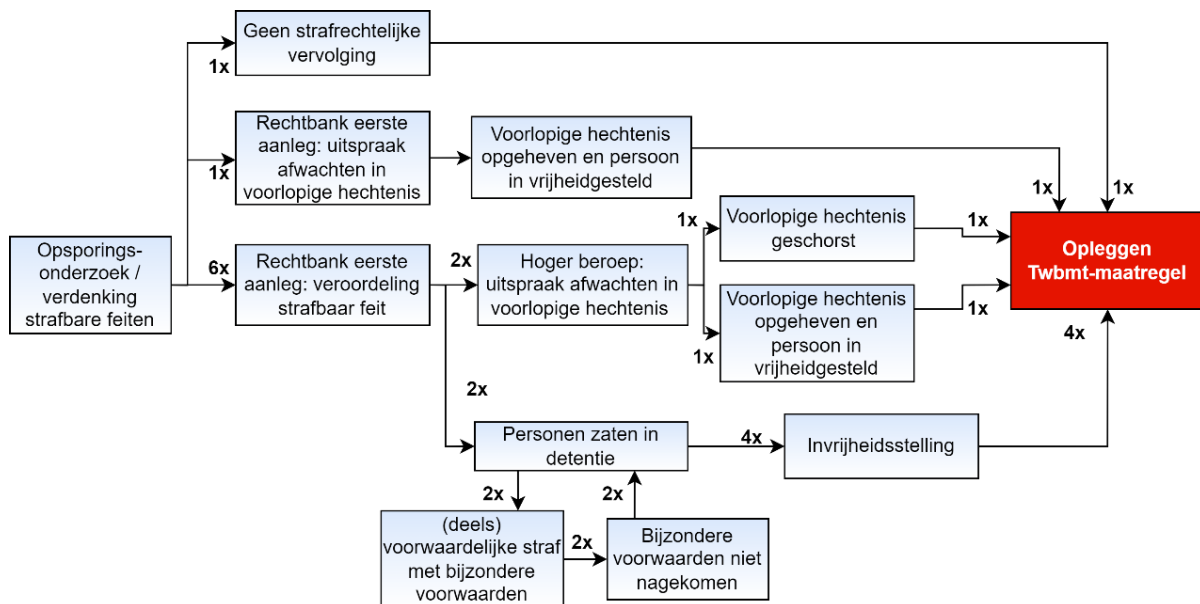 Geen strafrechtelijke
vervolging
1x
Rechtbank eerste
aanleg: uitspraak
afwachten in
voorlopige hechtenis
1x
Voorlopige hechtenis
opgeheven en persoon
in vrijheidgesteld
1x
1x
Opsporings-
onderzoek /
verdenking
strafbare feiten
6x
Rechtbank eerste
aanleg: veroordeling
strafbaar feit
2x
Hoger beroep:
uitspraak afwachten in
voorlopige hechtenis
1x
Voorlopige hechtenis
geschorst
1x
1x
Voorlopige hechtenis
opgeheven en
persoon in
vrijheidgesteld
1x
Opleggen
Twbmt-maatregel
4x
2x
Personen zaten in
detentie
4x
Invrijheidsstelling
2x
2x
(deels)
voorwaardelijke straf
met bijzondere
voorwaarden
2x
Bijzondere
voorwaarden niet
nagekomen